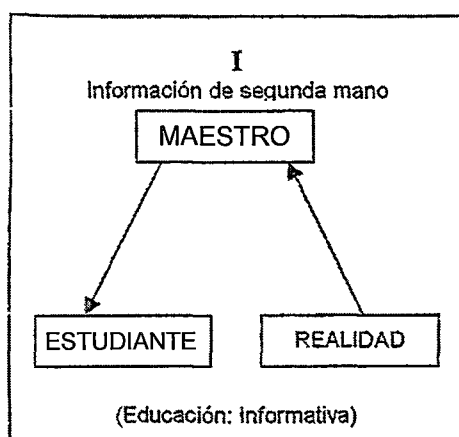 I
Información de segunda mano
MAESTRO
ESTUDIANTE
REALIDAD
(Educación: Informativa)